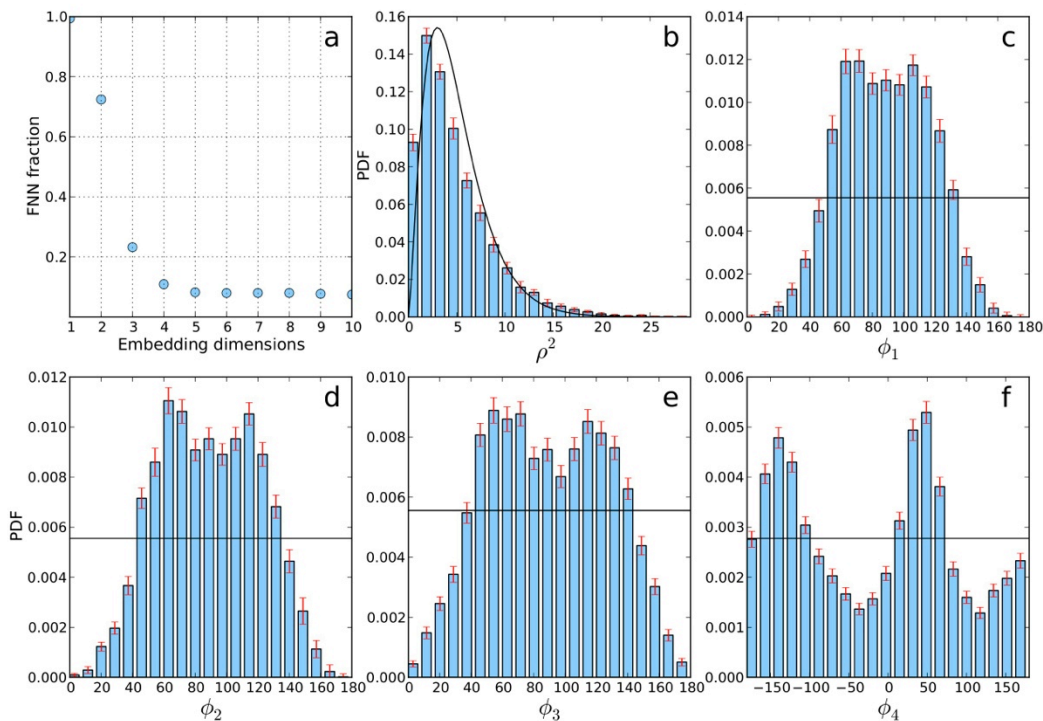 a
FNN fraction
1.0
0.8
0.6
0.4
0.2
1 2 3 4 5 6 7 8 9 10
Embedding dimensions
b
PDF
0.16
0.14
0.12
0.10
0.08
0.06
0.04
0.02
0.00
0 5 10 15 20 25
ρ²
c
0.014
0.012
0.010
0.008
0.006
0.004
0.002
0.000
0 20 40 60 80 100 120 140 160 180
ϕ₁
d
PDF
0.012
0.010
0.008
0.006
0.004
0.002
0.000
0 20 40 60 80 100 120 140 160 180
ϕ₂
e
0.010
0.008
0.006
0.004
0.002
0.000
0 20 40 60 80 100 120 140 160 180
ϕ₃
f
0.006
0.005
0.004
0.003
0.002
0.001
0.000
−150 −100 −50 0 50 100 150
ϕ₄